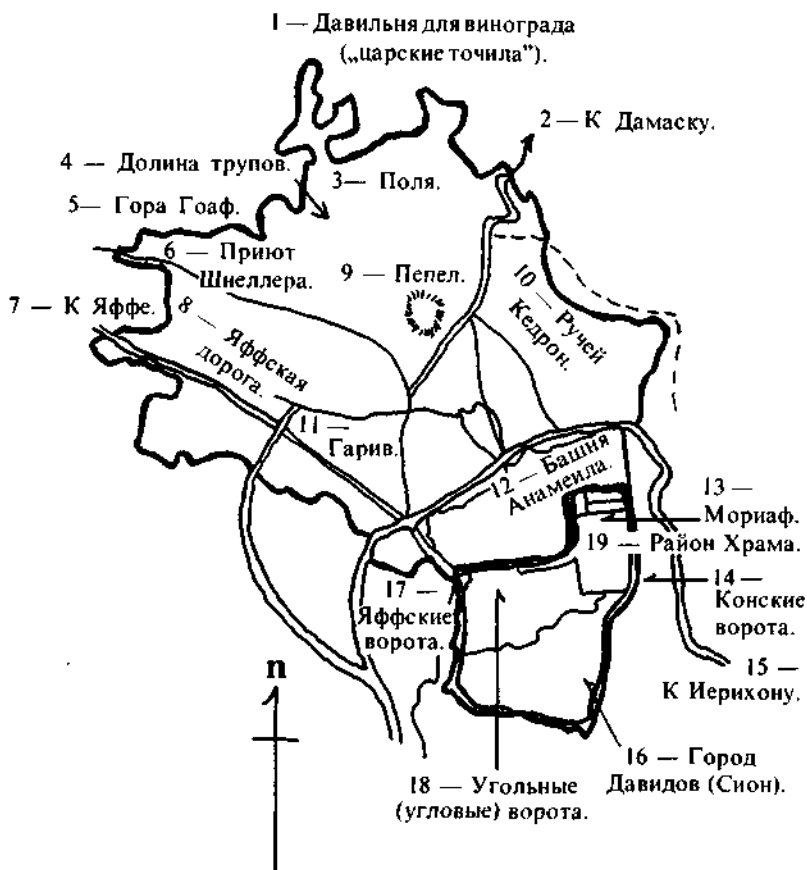 1 — Давильня для винограда
(„царские точила”).
2 — К Дамаску.
4 — Долина трупов.
3— Поля.
5— Гора Гоаф.
6 — Приют
Шнеллера.
9 — Пепел.
10 — Ручей
Кедрон.
7 — К Яффе.
8 — Яффская
дорога.
11 —
Гарив.
12 — Башня
Анамеила.
13 —
Мориаф.
19 — Район Храма.
14 —
Конские
ворота.
17 —
Яффские
ворота.
15 —
К Иерихону.
n
16 — Город
Давидов (Сион).
18 — Угольные
(угловые) ворота.